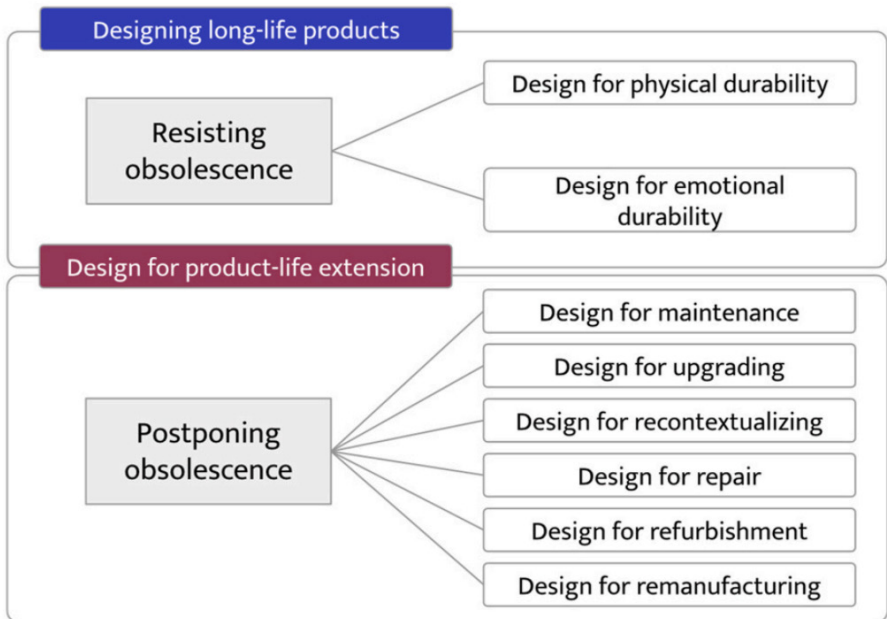 Designing long-life products
Resisting
obsolescence
Design for physical durability
Design for emotional
durability
Design for product-life extension
Postponing
obsolescence
Design for maintenance
Design for upgrading
Design for recontextualizing
Design for repair
Design for refurbishment
Design for remanufacturing